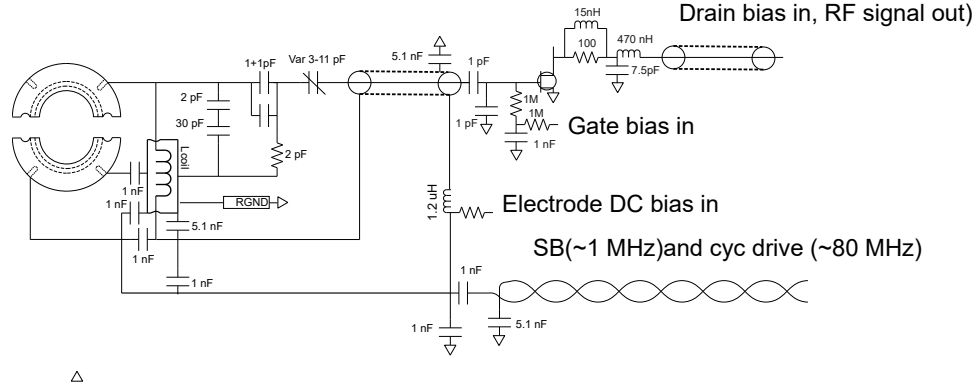 15nH
Drain bias in, RF signal out)
100
470 nH
7.5pF
1+1pF
Var 3-11 pF
5.1 nF
1 pF
2 pF
30 pF
1 pF
1M
1M
Gate bias in
1 nF
Lcoil
2 pF
1 nF
1 nF
RGND
1.2 uH
Electrode DC bias in
5.1 nF
SB(~1 MHz)and cyc drive (~80 MHz)
1 nF
1 nF
1 nF
1 nF
5.1 nF